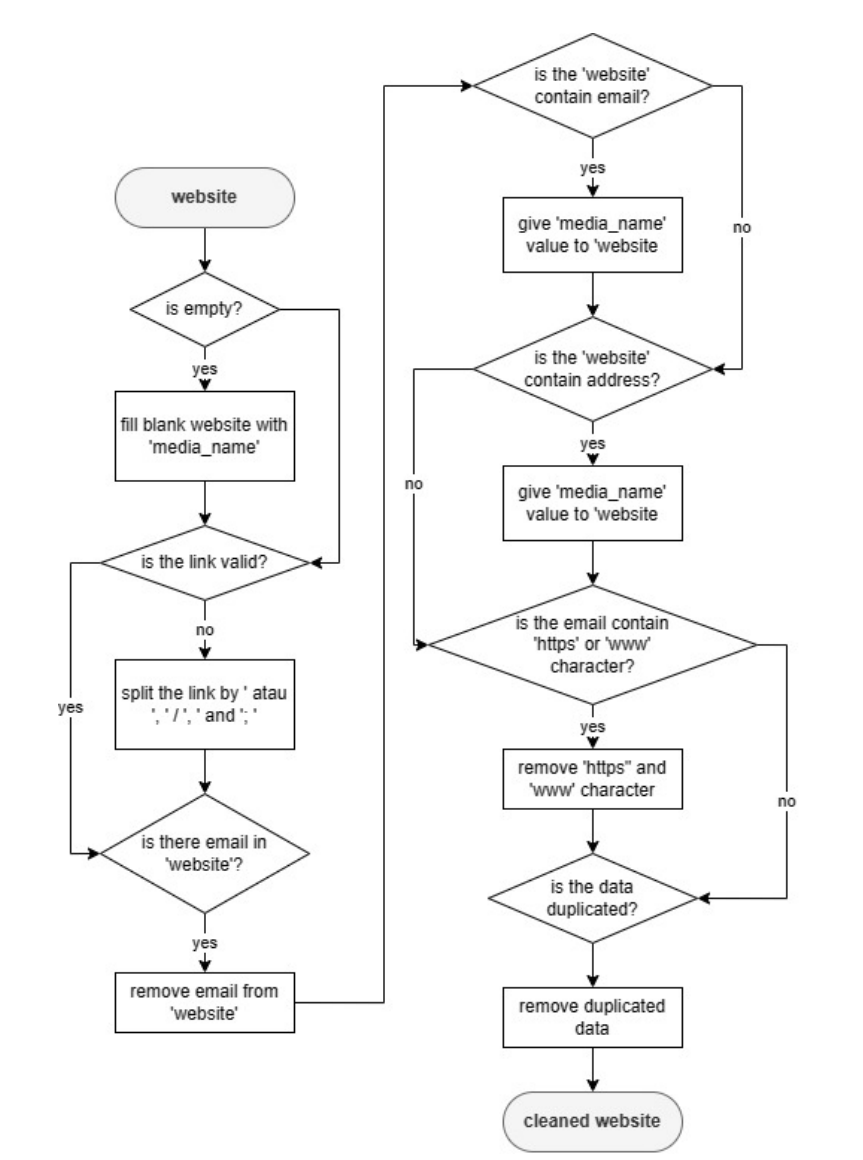 website
is empty?
yes
fill blank website with
'media_name'
is the link valid?
no
yes
split the link by ' atau
', ' / ', ' and '; '
is there email in
'website'?
yes
remove email from
'website'
is the 'website'
contain email?
yes
no
give 'media_name'
value to 'website
is the 'website'
contain address?
yes
no
give 'media_name'
value to 'website
is the email contain
'https' or 'www'
character?
yes
no
remove 'https'' and
'www' character
is the data
duplicated?
remove duplicated
data
cleaned website